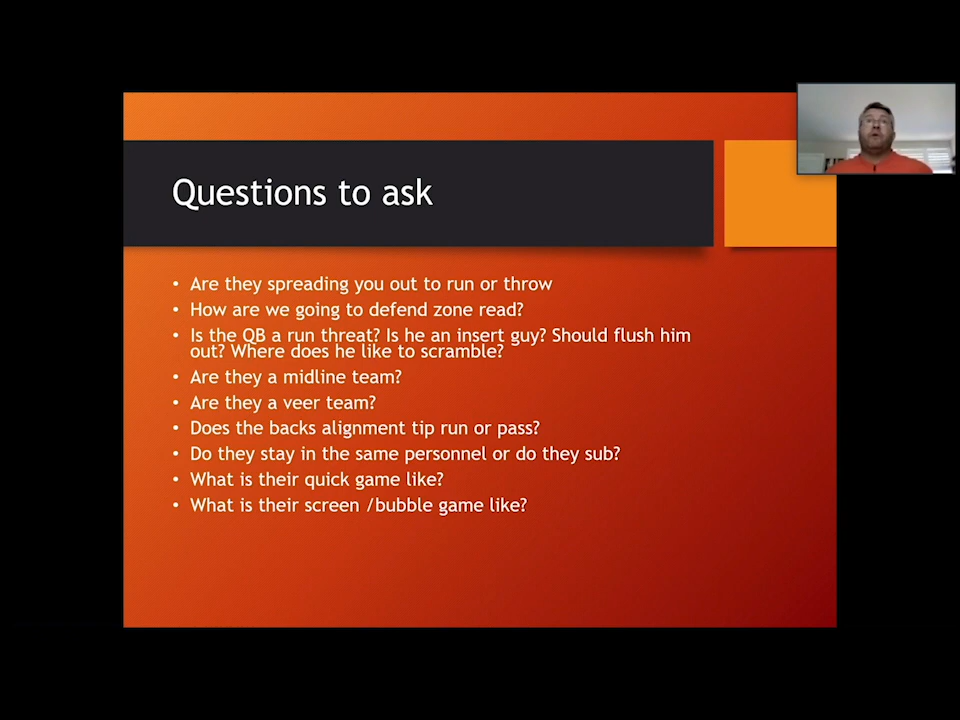 Questions to ask
• Are they spreading you out to run or throw
• How are we going to defend zone read?
• Is the QB a run threat? Is he an insert guy? Should flush him
out? Where does he like to scramble?
• Are they a midline team?
• Are they a veer team?
• Does the backs alignment tip run or pass?
• Do they stay in the same personnel or do they sub?
• What is their quick game like?
• What is their screen /bubble game like?